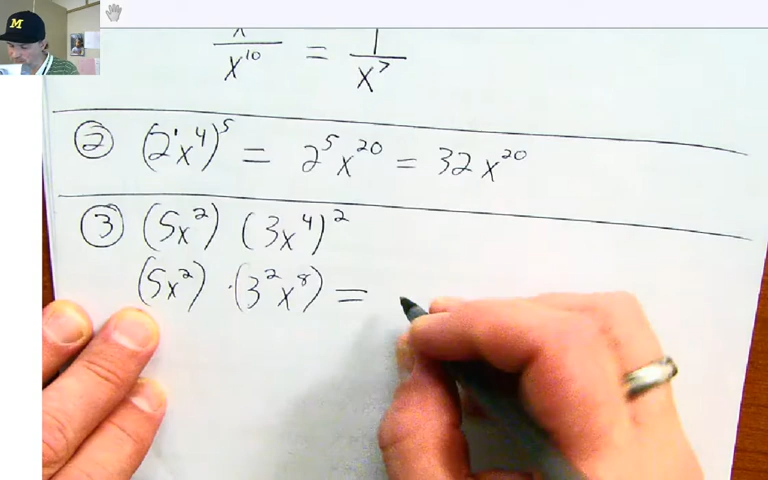 M
x / x^10 = 1 / x^7
② (2^1x^4)^5 = 2^5x^20 = 32x^20
③ (5x^2) (3x^4)^2
(5x^2) · (3^2x^8) =